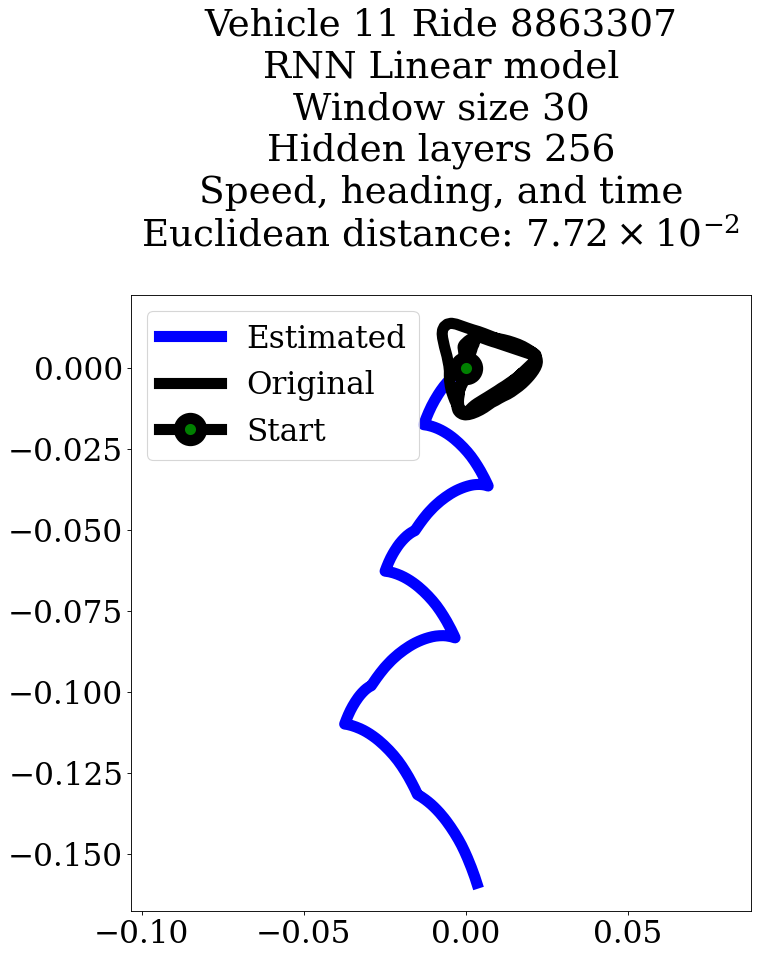 Vehicle 11 Ride 8863307
RNN Linear model
Window size 30
Hidden layers 256
Speed, heading, and time
Euclidean distance: 7.72 × 10⁻²
Estimated
Original
Start
0.000
−0.025
−0.050
−0.075
−0.100
−0.125
−0.150
−0.10 −0.05 0.00 0.05